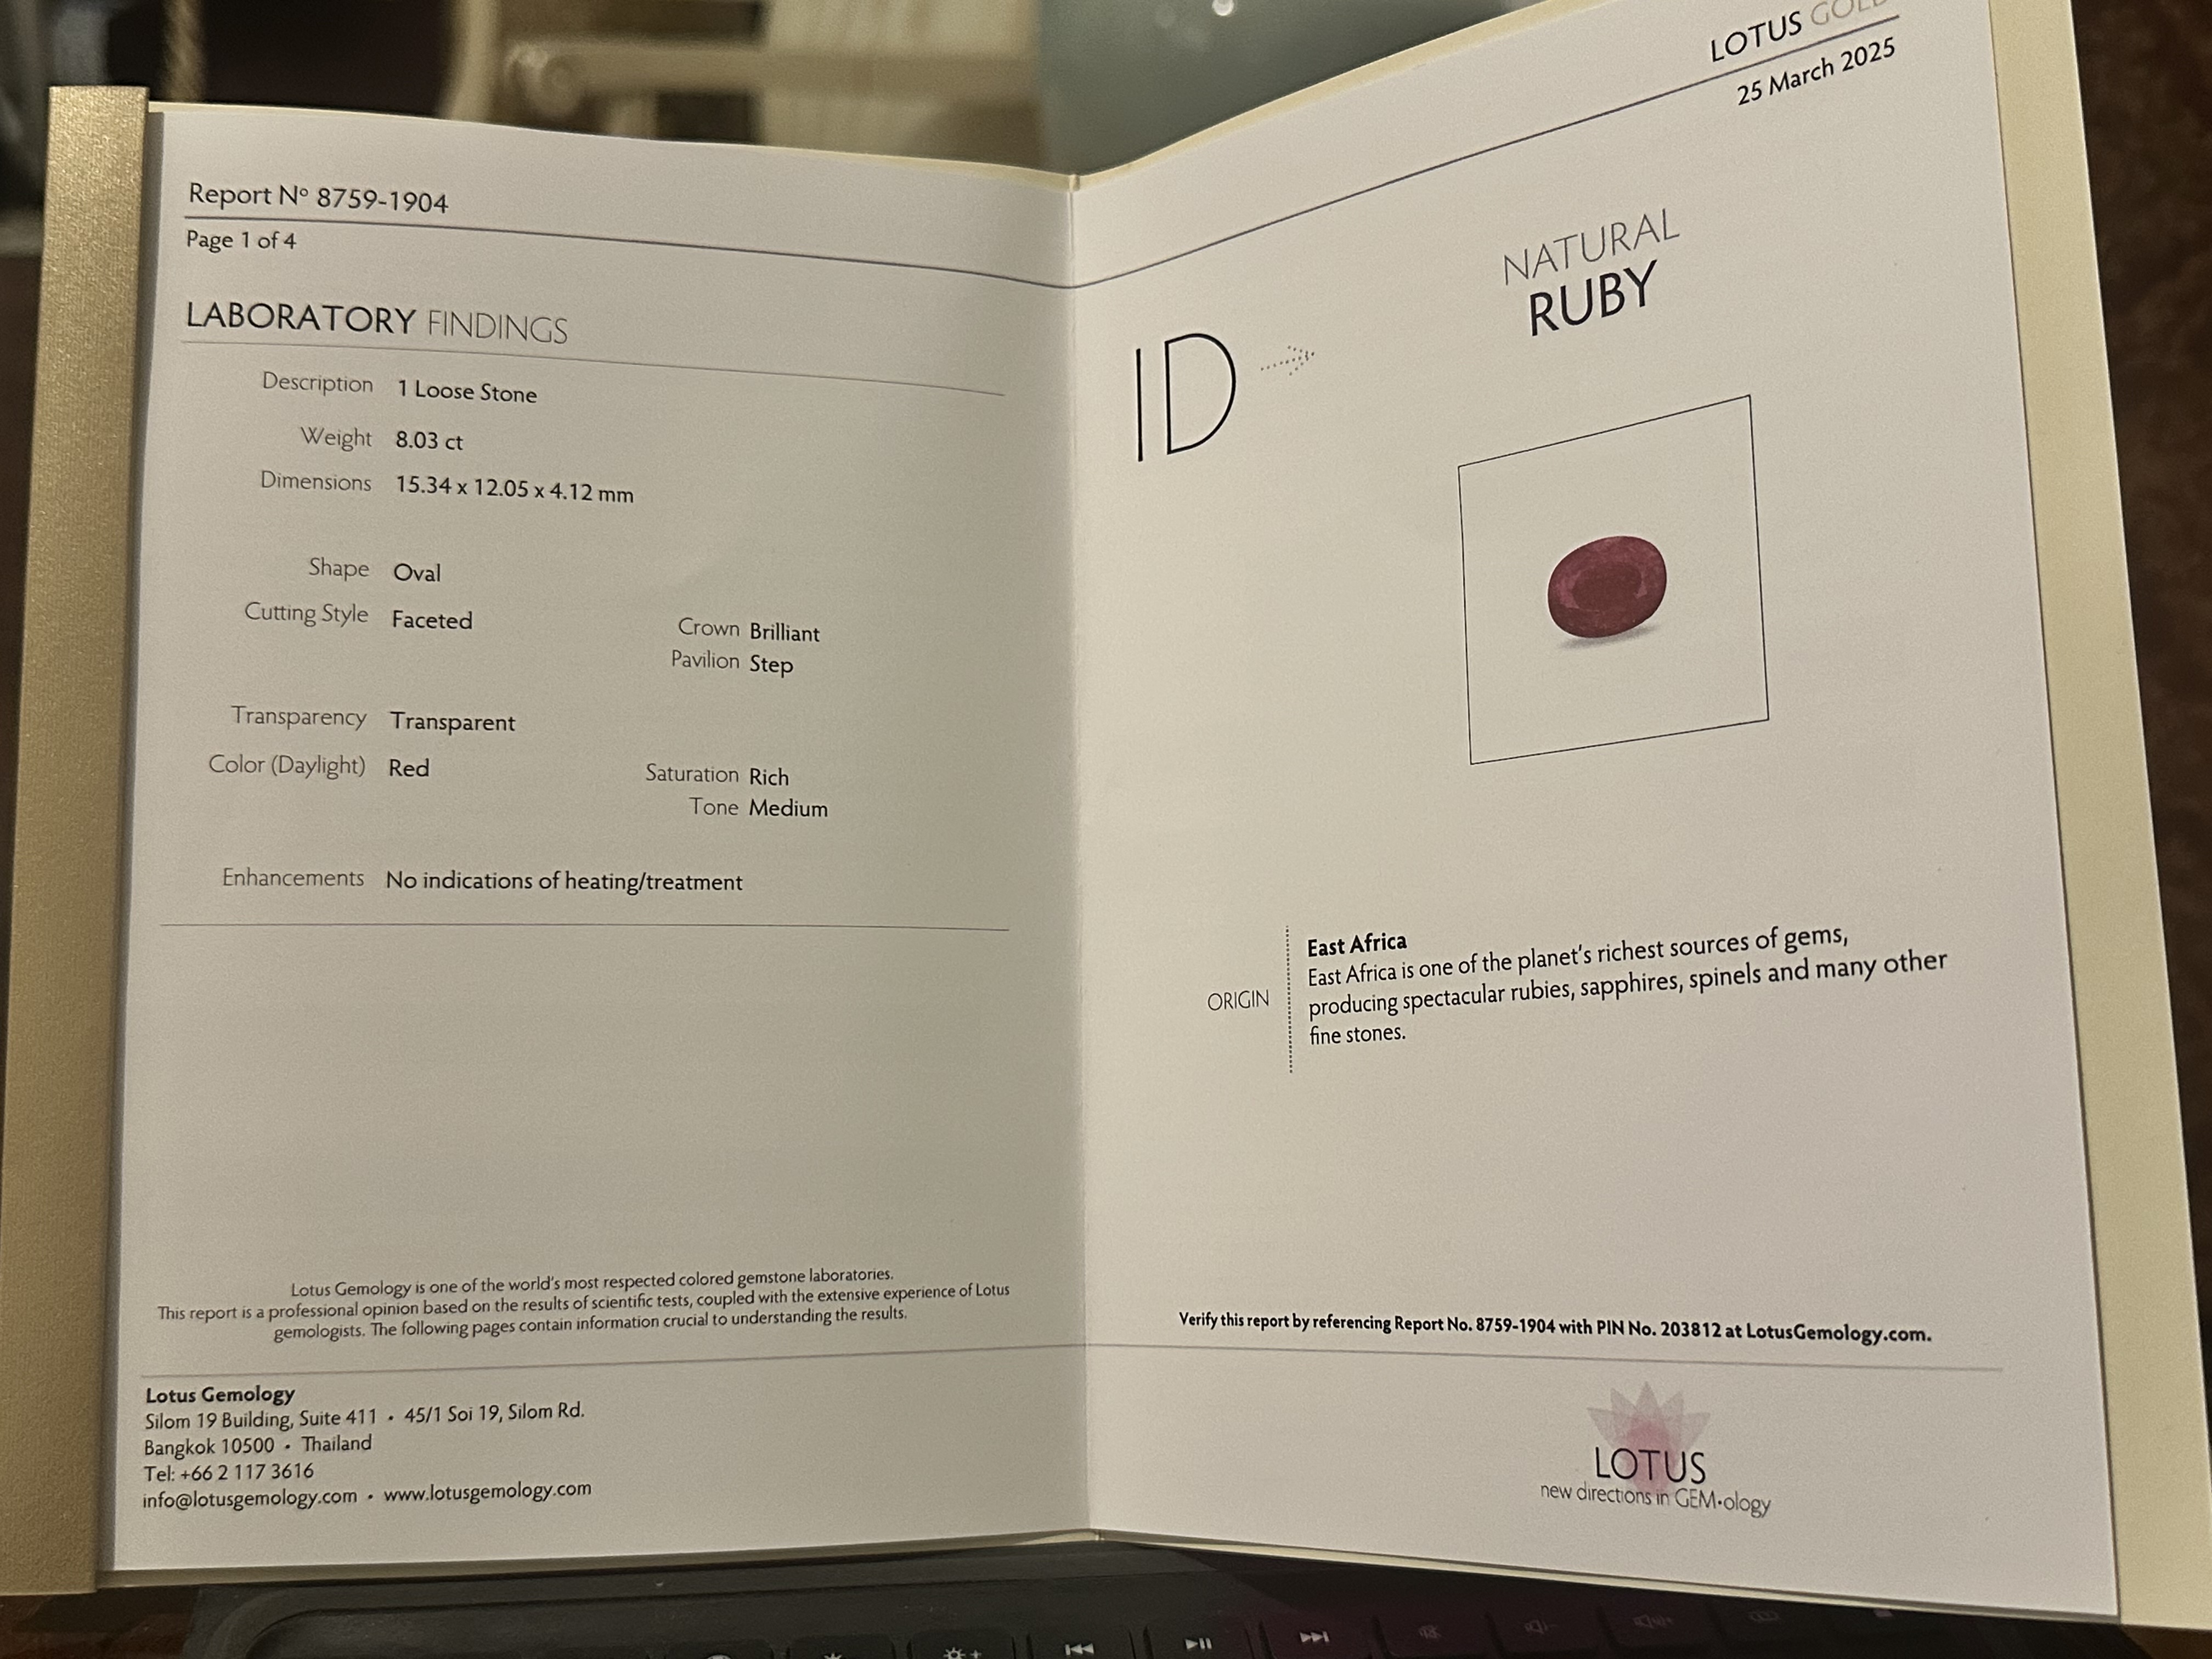 Report Nº 8759-1904
Page 1 of 4
LABORATORY FINDINGS
Description 1 Loose Stone
Weight 8.03 ct
Dimensions 15.34 x 12.05 x 4.12 mm
Shape Oval
Cutting Style Faceted
Crown Brilliant
Pavilion Step
Transparency Transparent
Color (Daylight) Red
Saturation Rich
Tone Medium
Enhancements No indications of heating/treatment
Lotus Gemology is one of the world's most respected colored gemstone laboratories.
This report is a professional opinion based on the results of scientific tests, coupled with the extensive experience of Lotus
gemologists. The following pages contain information crucial to understanding the results.
Lotus Gemology
Silom 19 Building, Suite 411 • 45/1 Soi 19, Silom Rd.
Bangkok 10500 • Thailand
Tel: +66 2 117 3616
info@lotusgemology.com • www.lotusgemology.com
LOTUS GOLD
25 March 2025
NATURAL
RUBY
ID
ORIGIN
East Africa
East Africa is one of the planet's richest sources of gems,
producing spectacular rubies, sapphires, spinels and many other
fine stones.
Verify this report by referencing Report No. 8759-1904 with PIN No. 203812 at LotusGemology.com.
LOTUS
new directions in GEM•ology